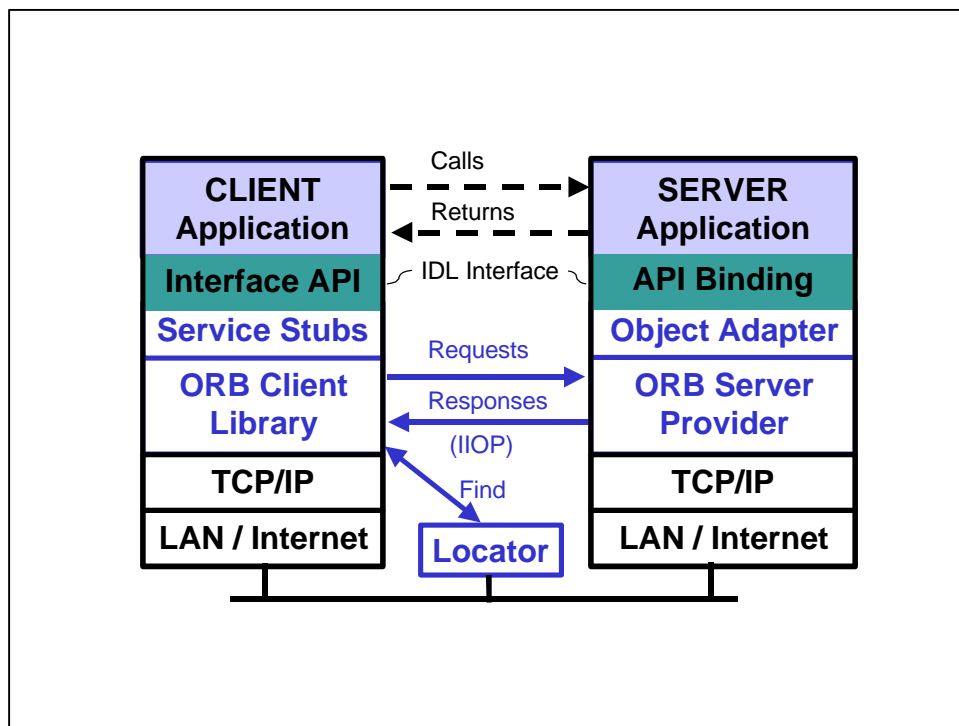 Calls
CLIENT
Application
SERVER
Application
Returns
Interface API
IDL Interface
API Binding
Service Stubs
Object Adapter
Requests
ORB Client
Library
ORB Server
Provider
Responses
(IIOP)
TCP/IP
Find
TCP/IP
LAN / Internet
Locator
LAN / Internet